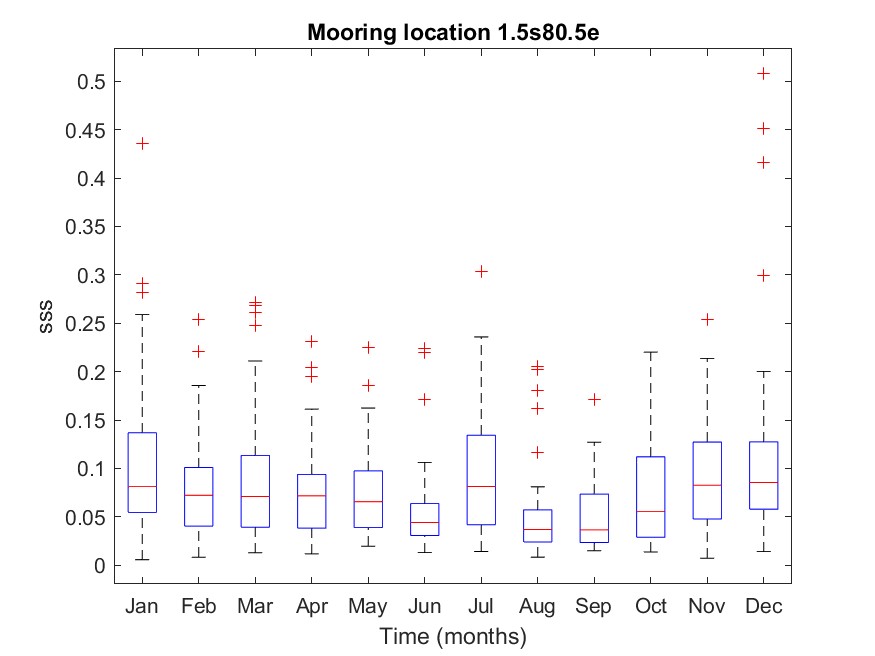 Mooring location 1.5s80.5e
0.5
0.45
0.4
0.35
0.3
0.25
0.2
0.15
0.1
0.05
0
sss
Jan Feb Mar Apr May Jun Jul Aug Sep Oct Nov Dec
Time (months)